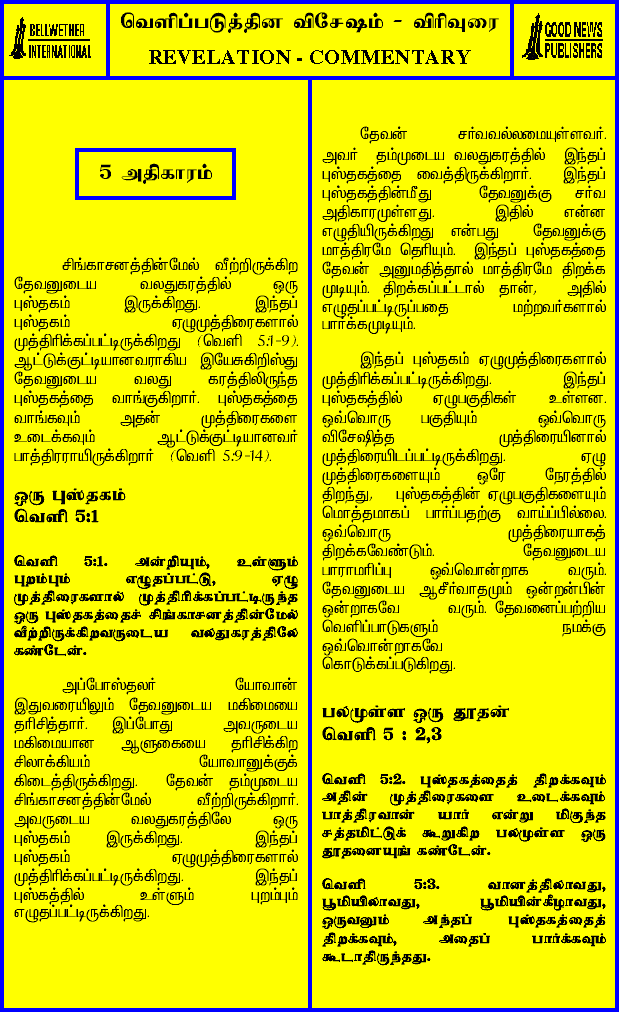 BELLWETHER
INTERNATIONAL
வெளிப்படுத்தின விசேஷம் - விரிவுரை
REVELATION - COMMENTARY
GOOD NEWS
PUBLISHERS
5 அதிகாரம்
சிங்காசனத்தின்மேல் வீற்றிருக்கிற
தேவனுடைய வலதுகரத்தில் ஒரு
புஸ்தகம் இருக்கிறது. இந்தப்
புஸ்தகம் ஏழுமுத்திரைகளால்
முத்திரிக்கப்பட்டிருக்கிறது (வெளி 5:1-9).
ஆட்டுக்குட்டியானவராகிய இயேசுகிறிஸ்து
தேவனுடைய வலது கரத்திலிருந்த
புஸ்தகத்தை வாங்குகிறார். புஸ்தகத்தை
வாங்கவும் அதன் முத்திரைகளை
உடைக்கவும் ஆட்டுக்குட்டியானவர்
பாத்திரராயிருக்கிறார் (வெளி 5:9-14).
ஒரு புஸ்தகம்
வெளி 5:1
வெளி 5:1. அன்றியும், உள்ளும்
புறம்பும் எழுதப்பட்டு, ஏழு
முத்திரைகளால் முத்திரிக்கப்பட்டிருந்த
ஒரு புஸ்தகத்தைச் சிங்காசனத்தின்மேல்
வீற்றிருக்கிறவருடைய வலதுகரத்திலே
கண்டேன்.
அப்போஸ்தலர் யோவான்
இதுவரையிலும் தேவனுடைய மகிமையை
தரிசித்தார். இப்போது அவருடைய
மகிமையான ஆளுகையை தரிசிக்கிற
சிலாக்கியம் யோவானுக்குக்
கிடைத்திருக்கிறது. தேவன் தம்முடைய
சிங்காசனத்தின்மேல் வீற்றிருக்கிறார்.
அவருடைய வலதுகரத்திலே ஒரு
புஸ்தகம் இருக்கிறது. இந்தப்
புஸ்தகம் ஏழுமுத்திரைகளால்
முத்திரிக்கப்பட்டிருக்கிறது. இந்தப்
புஸ்கத்தில் உள்ளும் புறம்பும்
எழுதப்பட்டிருக்கிறது.
தேவன் சர்வவல்லமையுள்ளவர்.
அவர் தம்முடைய வலதுகரத்தில் இந்தப்
புஸ்தகத்தை வைத்திருக்கிறார். இந்தப்
புஸ்தகத்தின்மீது தேவனுக்கு சர்வ
அதிகாரமுள்ளது. இதில் என்ன
எழுதியிருக்கிறது என்பது தேவனுக்கு
மாத்திரமே தெரியும். இந்தப் புஸ்தகத்தை
தேவன் அனுமதித்தால் மாத்திரமே திறக்க
முடியும். திறக்கப்பட்டால் தான், அதில்
எழுதப்பட்டிருப்பதை மற்றவர்களால்
பார்க்கமுடியும்.
இந்தப் புஸ்தகம் ஏழுமுத்திரைகளால்
முத்திரிக்கப்பட்டிருக்கிறது. இந்தப்
புஸ்தகத்தில் ஏழுபகுதிகள் உள்ளன.
ஒவ்வொரு பகுதியும் ஒவ்வொரு
விசேஷித்த முத்திரையினால்
முத்திரையிடப்பட்டிருக்கிறது. ஏழு
முத்திரைகளையும் ஒரே நேரத்தில்
திறந்து, புஸ்தகத்தின் ஏழுபகுதிகளையும்
மொத்தமாகப் பார்ப்பதற்கு வாய்ப்பில்லை.
ஒவ்வொரு முத்திரையாகத்
திறக்கவேண்டும். தேவனுடைய
பாராமரிப்பு ஒவ்வொன்றாக வரும்.
தேவனுடைய ஆசீர்வாதமும் ஒன்றன்பின்
ஒன்றாகவே வரும். தேவனைப்பற்றிய
வெளிப்பாடுகளும் நமக்கு
ஒவ்வொன்றாகவே
கொடுக்கப்படுகிறது.
பலமுள்ள ஒரு தூதன்
வெளி 5 : 2,3
வெளி 5:2. புஸ்தகத்தைத் திறக்கவும்
அதின் முத்திரைகளை உடைக்கவும்
பாத்திரவான் யார் என்று மிகுந்த
சத்தமிட்டுக் கூறுகிற பலமுள்ள ஒரு
தூதனையுங் கண்டேன்.
வெளி 5:3. வானத்திலாவது,
பூமியிலாவது, பூமியின்கீழாவது,
ஒருவனும் அந்தப் புஸ்தகத்தைத்
திறக்கவும், அதைப் பார்க்கவும்
கூடாதிருந்தது.